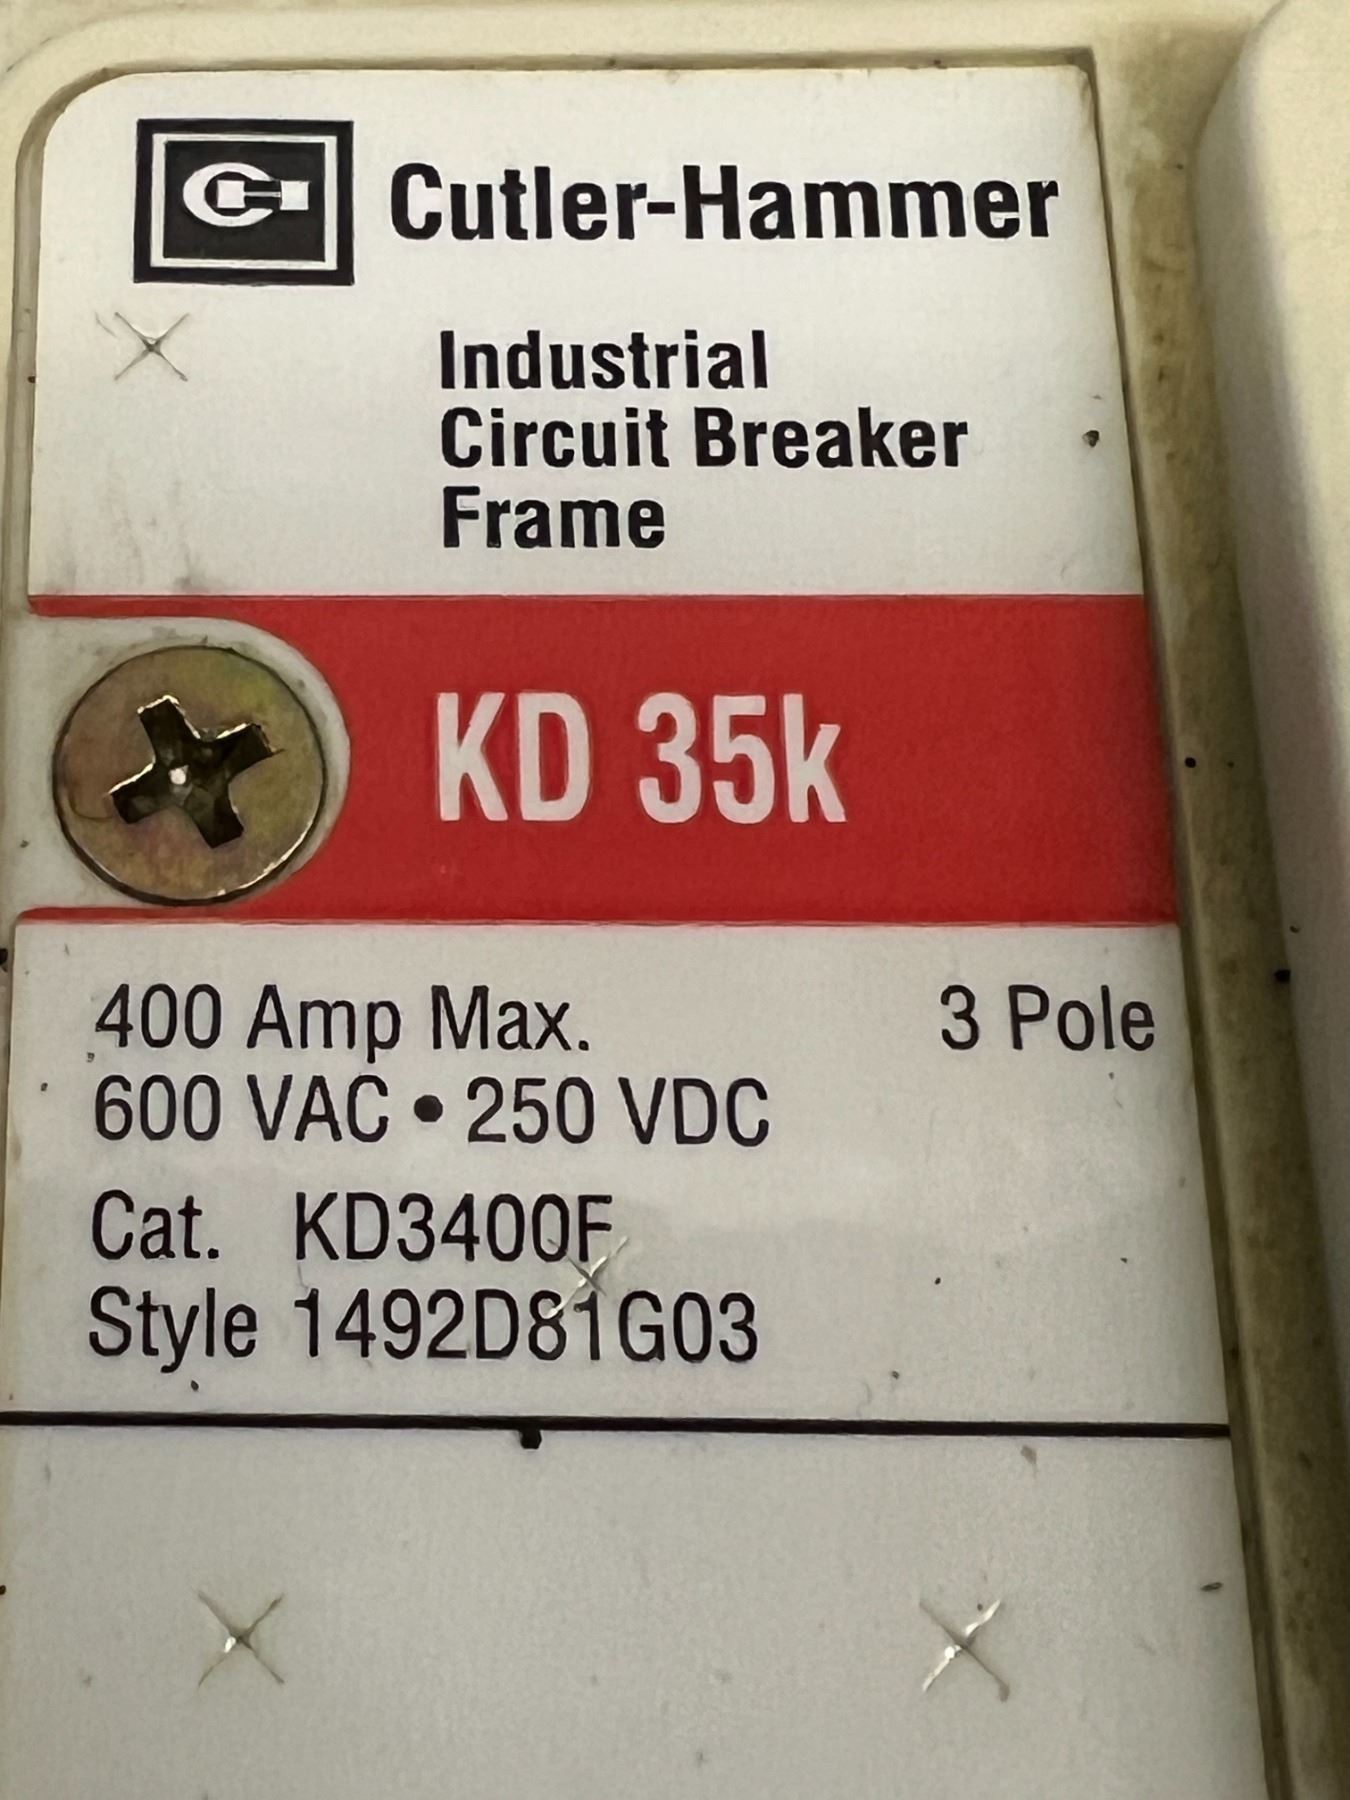 CH Cutler-Hammer
Industrial
Circuit Breaker
Frame
KD 35k
400 Amp Max. 3 Pole
600 VAC • 250 VDC
Cat. KD3400F
Style 1492D81G03